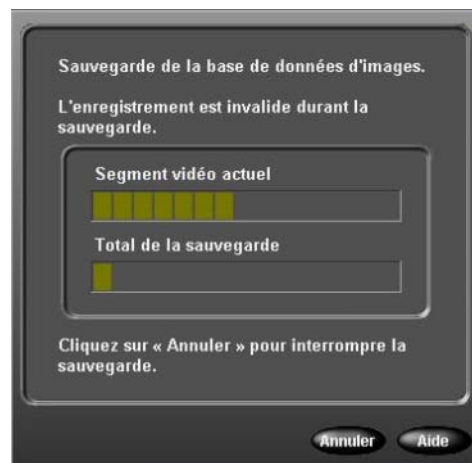 Sauvegarde de la base de données d'images.
L'enregistrement est invalide durant la
sauvegarde.
Segment vidéo actuel
Total de la sauvegarde
Cliquez sur « Annuler » pour interrompre la
sauvegarde.
Annuler Aide